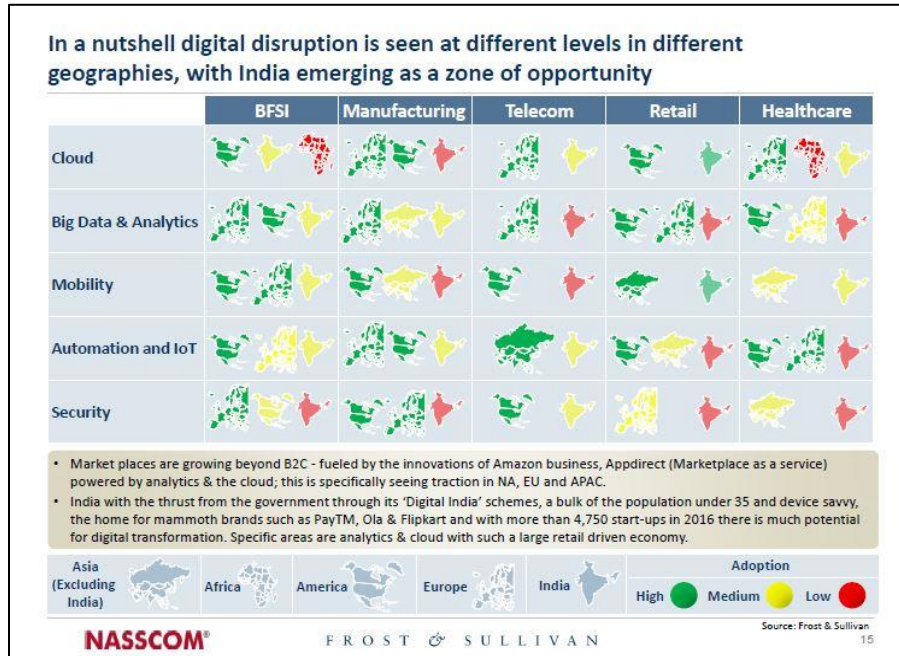 In a nutshell digital disruption is seen at different levels in different
geographies, with India emerging as a zone of opportunity
BFSI Manufacturing Telecom Retail Healthcare
Cloud
Big Data & Analytics
Mobility
Automation and IoT
Security
• Market places are growing beyond B2C - fueled by the innovations of Amazon business, Appdirect (Marketplace as a service)
powered by analytics & the cloud; this is specifically seeing traction in NA, EU and APAC.
• India with the thrust from the government through its ‘Digital India’ schemes, a bulk of the population under 35 and device savvy,
the home for mammoth brands such as PayTM, Ola & Flipkart and with more than 4,750 start-ups in 2016 there is much potential
for digital transformation. Specific areas are analytics & cloud with such a large retail driven economy.
Asia
(Excluding
India)
Africa
America
Europe
India
Adoption
High Medium Low
Source: Frost & Sullivan
NASSCOM®
FROST & SULLIVAN
15